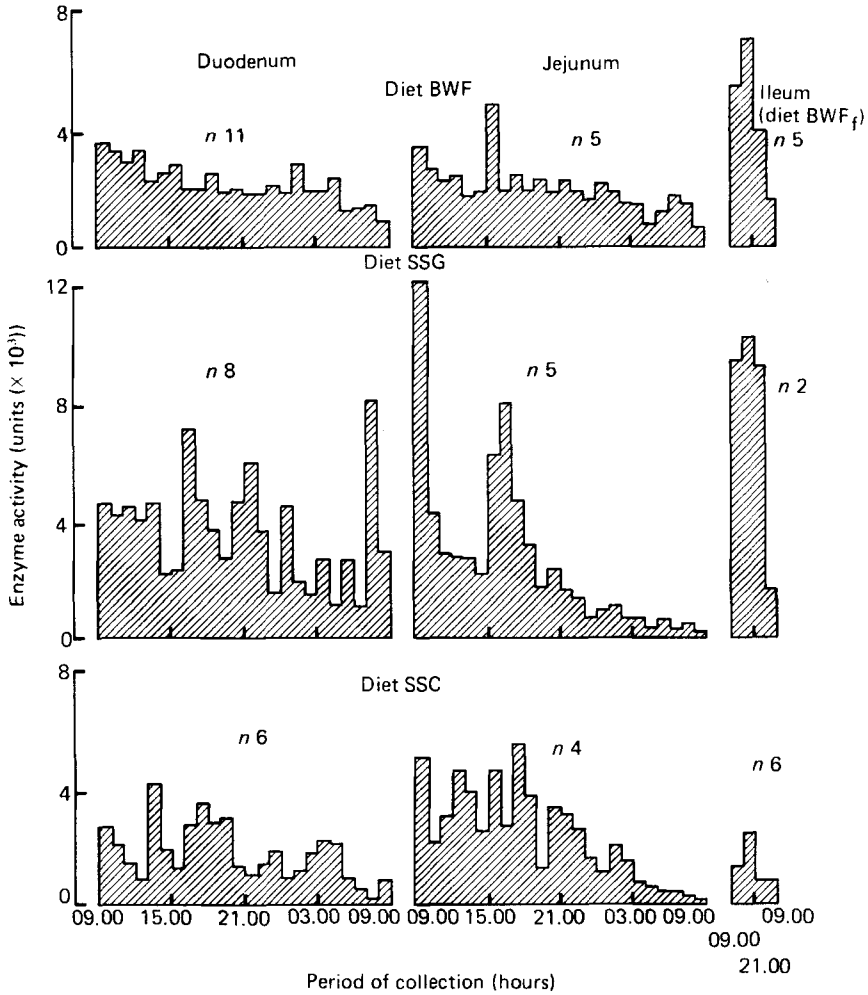 8
Duodenum
Jejunum
Diet BWF
Ileum
(diet BWFf)
4
n 11
n 5
n 5
0
Diet SSG
12
n 8
n 5
n 2
8
4
0
Enzyme activity (units (× 10³))
8
Diet SSC
n 6
n 4
n 6
4
0
09.00 15.00 21.00 03.00 09.00
09.00 15.00 21.00 03.00 09.00
09.00
09.00
21.00
Period of collection (hours)